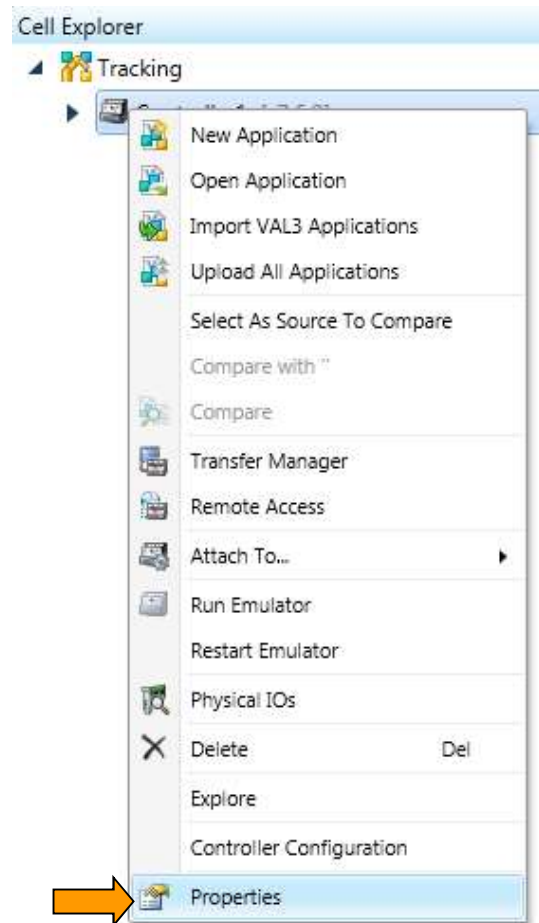 Cell Explorer
Tracking
New Application
Open Application
Import VAL3 Applications
Upload All Applications
Select As Source To Compare
Compare with ''
Compare
Transfer Manager
Remote Access
Attach To...
Run Emulator
Restart Emulator
Physical IOs
Delete Del
Explore
Controller Configuration
Properties